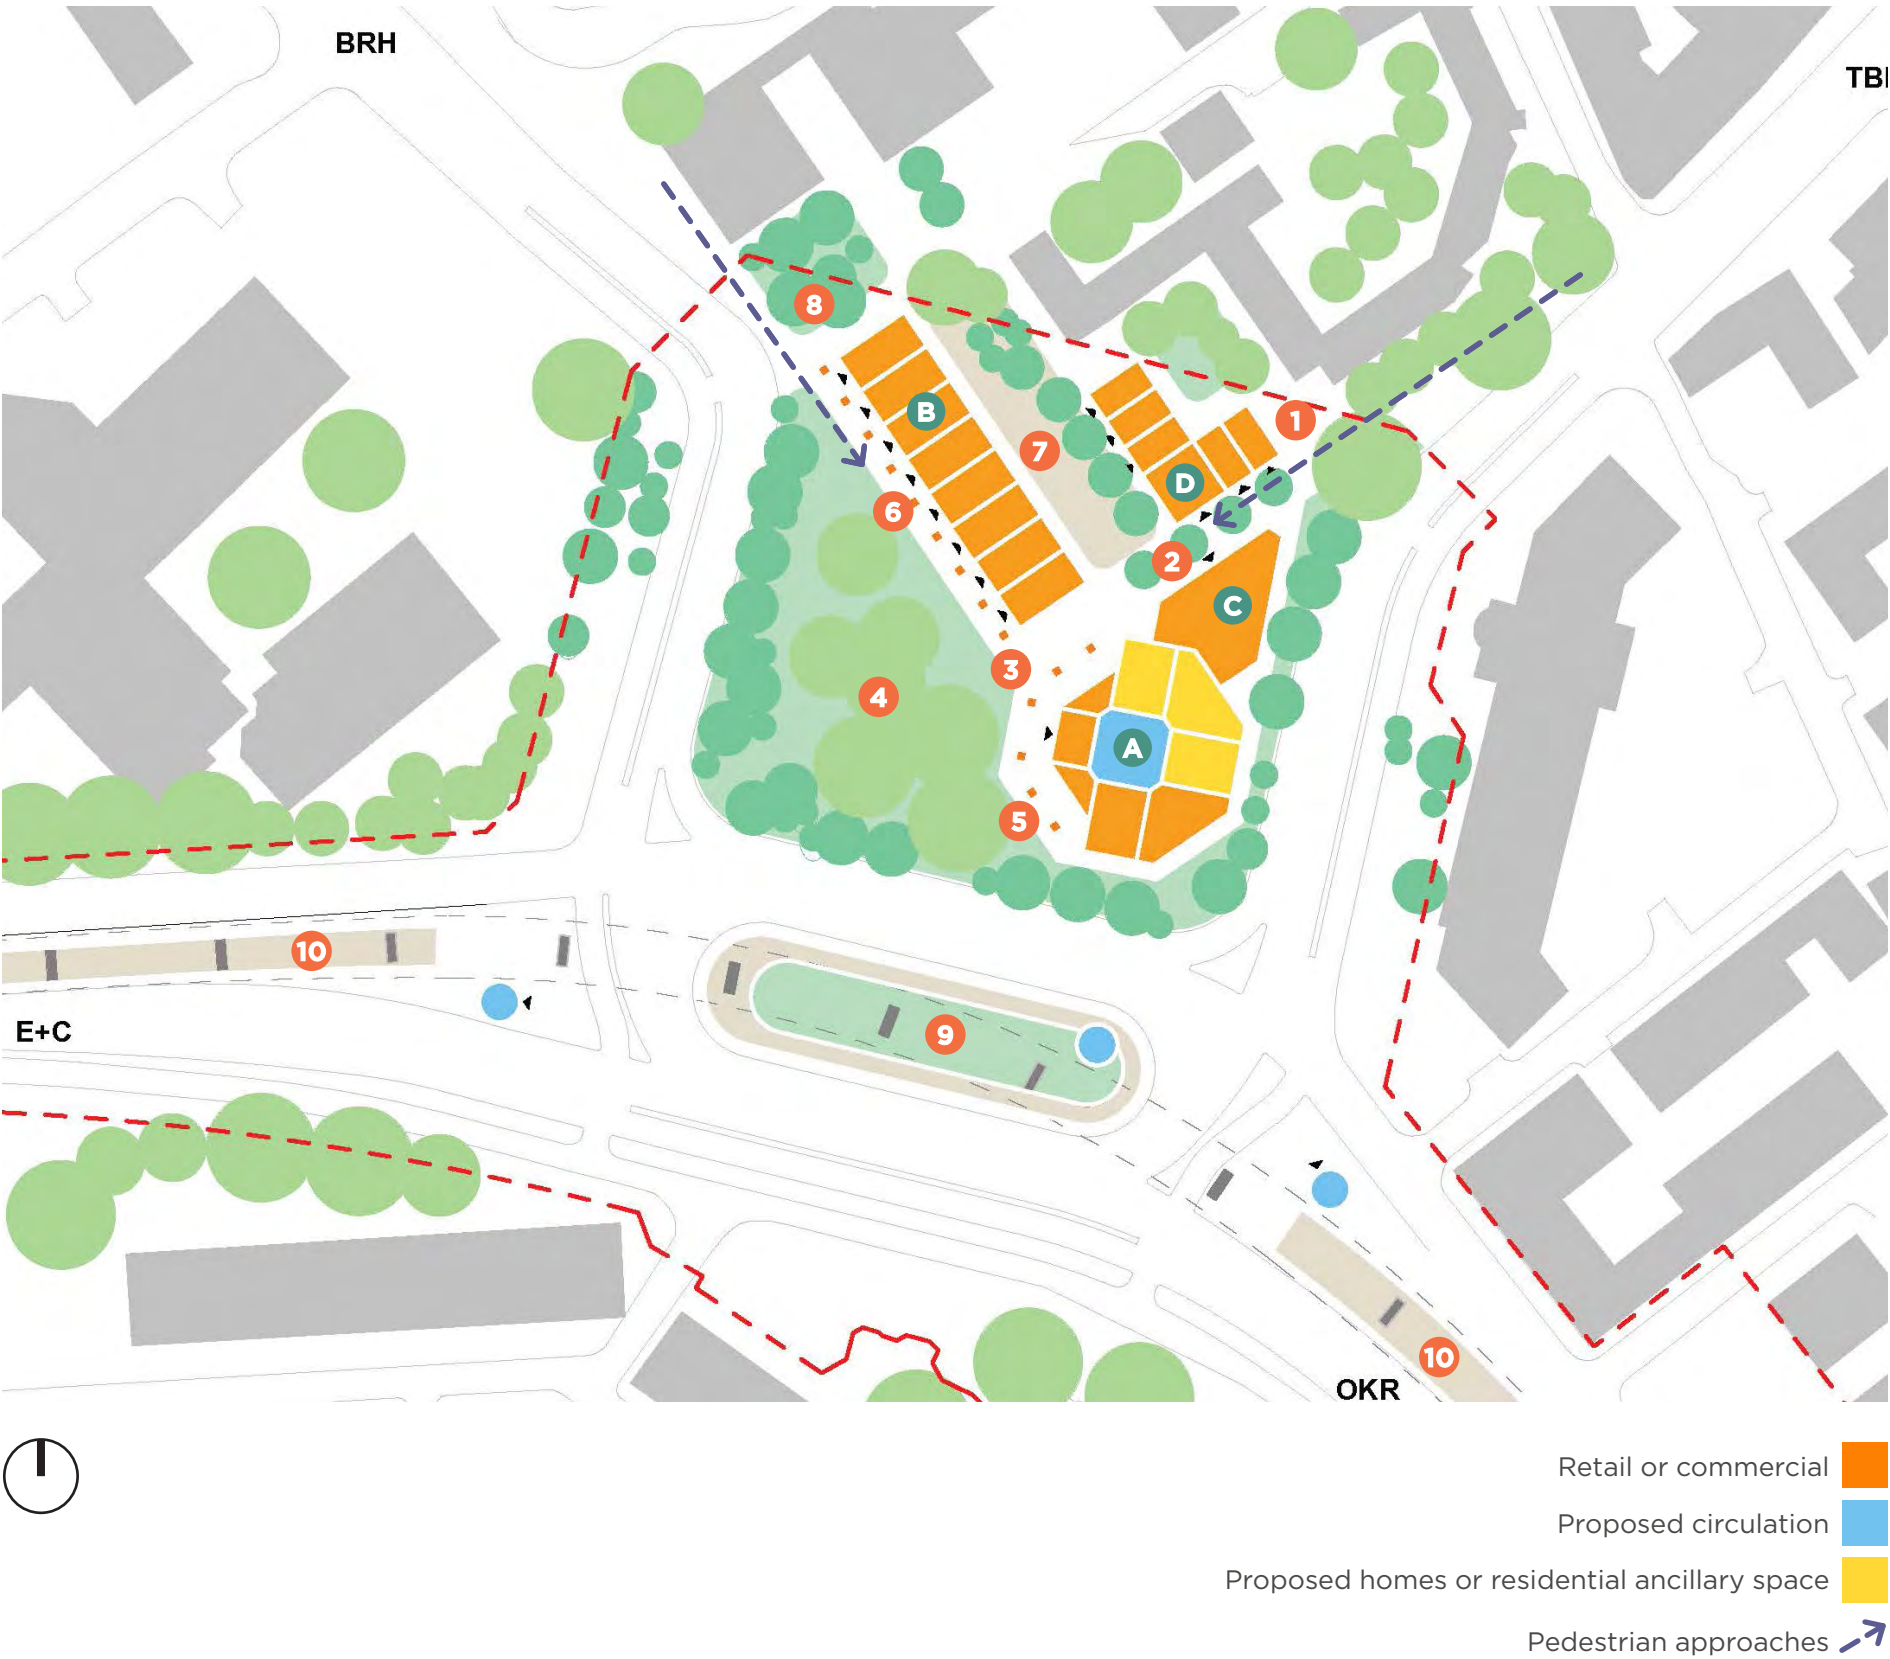 BRH
TBI
8
B
1
7
D
6
2
C
3
4
A
5
10
9
E+C
10
OKR
Retail or commercial
Proposed circulation
Proposed homes or residential ancillary space
Pedestrian approaches